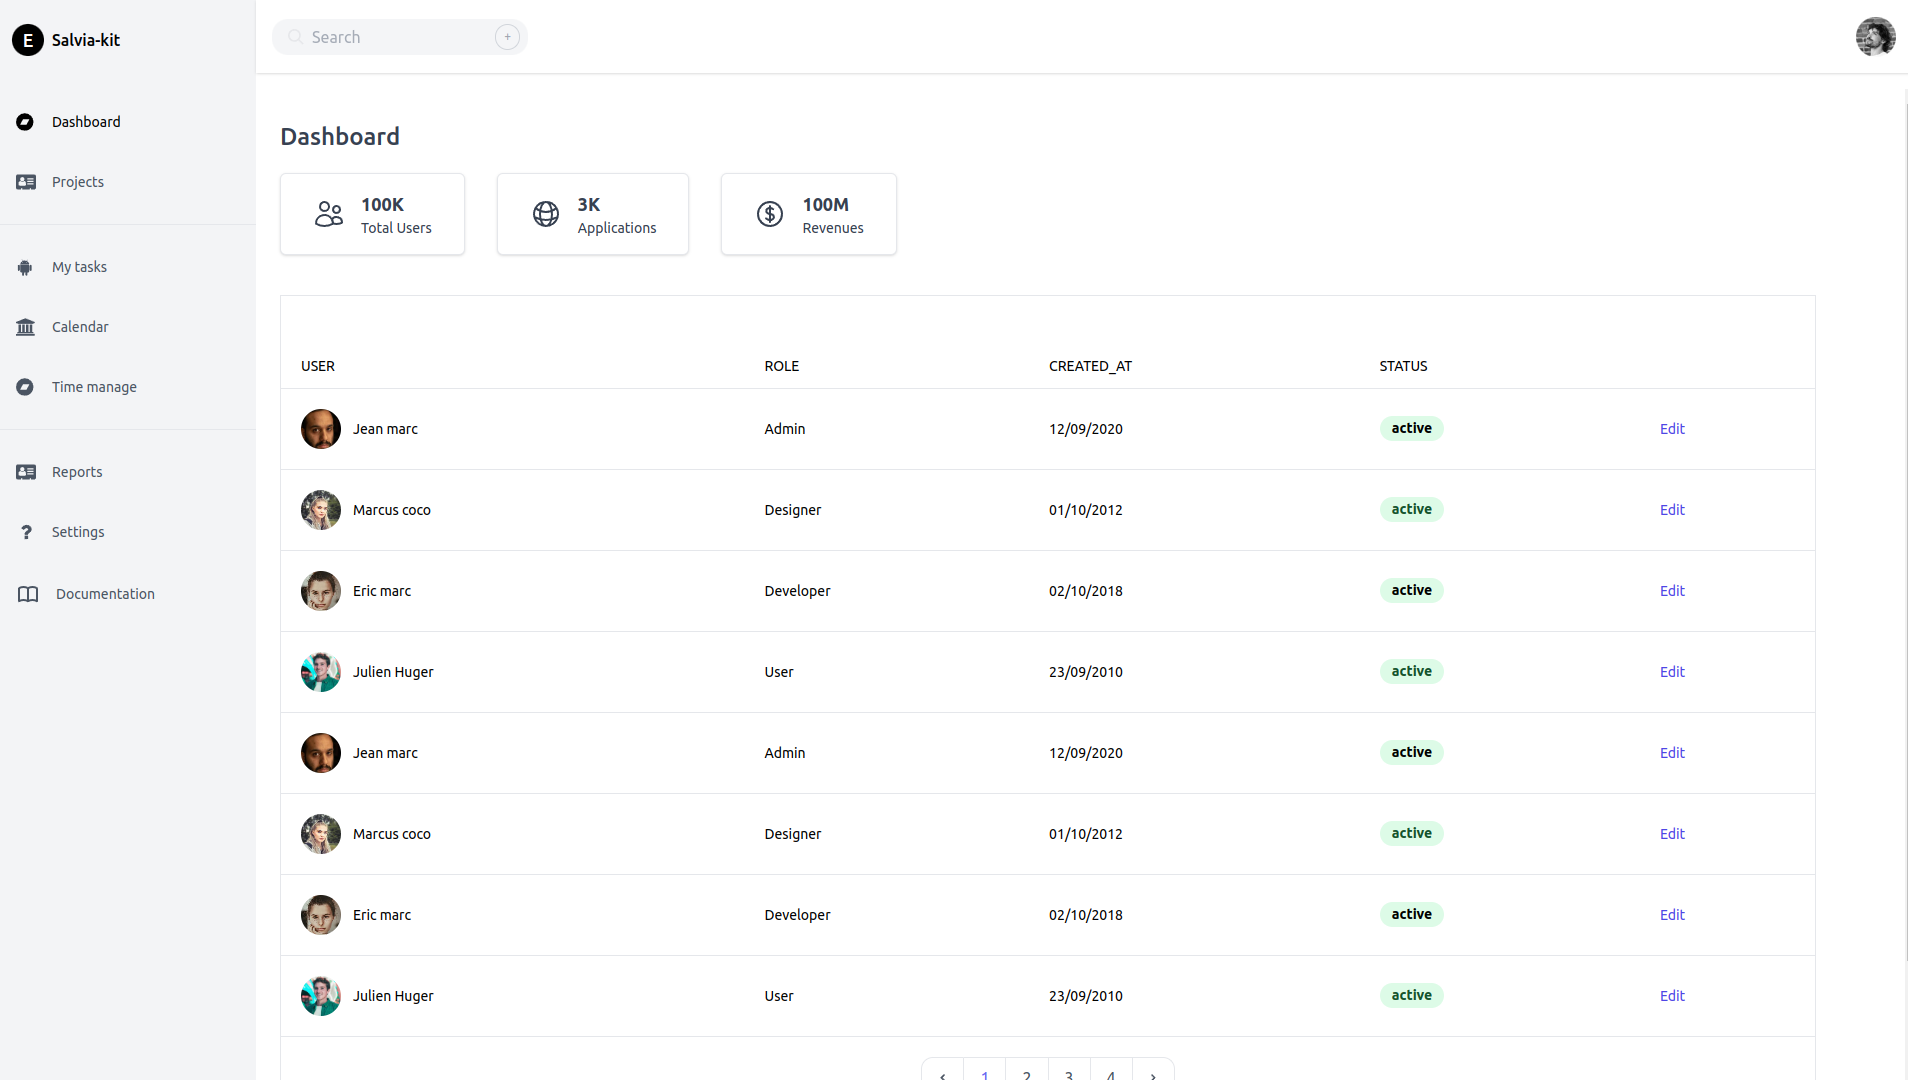 E Salvia-kit
Search +
Dashboard
Projects
My tasks
Calendar
Time manage
Reports
? Settings
Documentation
Dashboard
100K
Total Users
3K
Applications
100M
Revenues
USER ROLE CREATED_AT STATUS
Jean marc Admin 12/09/2020 active Edit
Marcus coco Designer 01/10/2012 active Edit
Eric marc Developer 02/10/2018 active Edit
Julien Huger User 23/09/2010 active Edit
Jean marc Admin 12/09/2020 active Edit
Marcus coco Designer 01/10/2012 active Edit
Eric marc Developer 02/10/2018 active Edit
Julien Huger User 23/09/2010 active Edit
‹ 1 2 3 4 ›